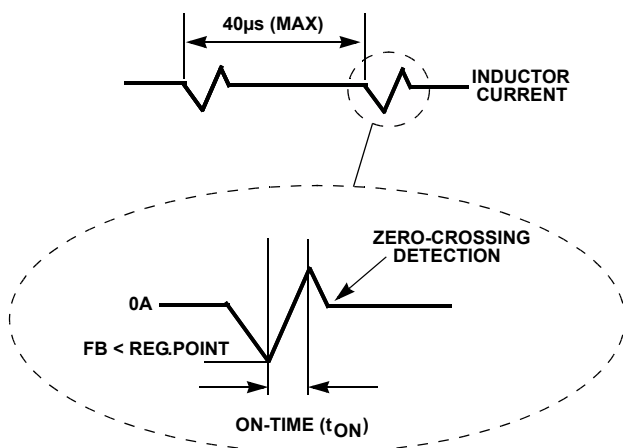 40µs (MAX)
INDUCTOR
CURRENT
ZERO-CROSSING
DETECTION
0A
FB < REG.POINT
ON-TIME (tON)